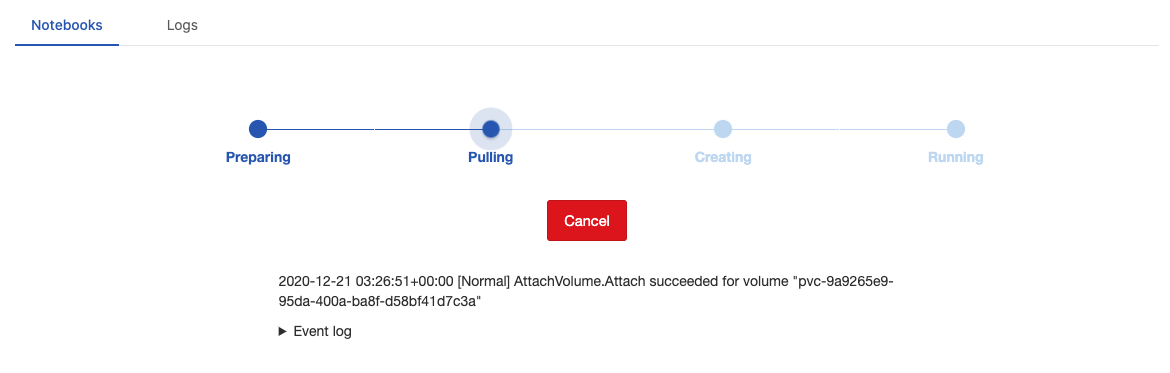 Notebooks Logs
Preparing Pulling Creating Running
Cancel
2020-12-21 03:26:51+00:00 [Normal] AttachVolume.Attach succeeded for volume "pvc-9a9265e9-
95da-400a-ba8f-d58bf41d7c3a"
Event log